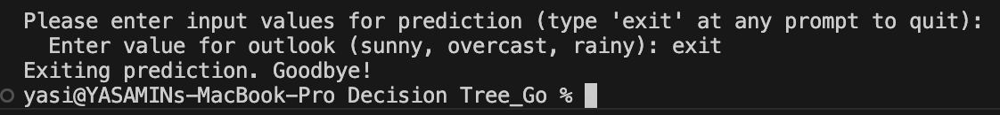 Please enter input values for prediction (type 'exit' at any prompt to quit):
Enter value for outlook (sunny, overcast, rainy): exit
Exiting prediction. Goodbye!
yasi@YASAMINs-MacBook-Pro Decision Tree_Go %